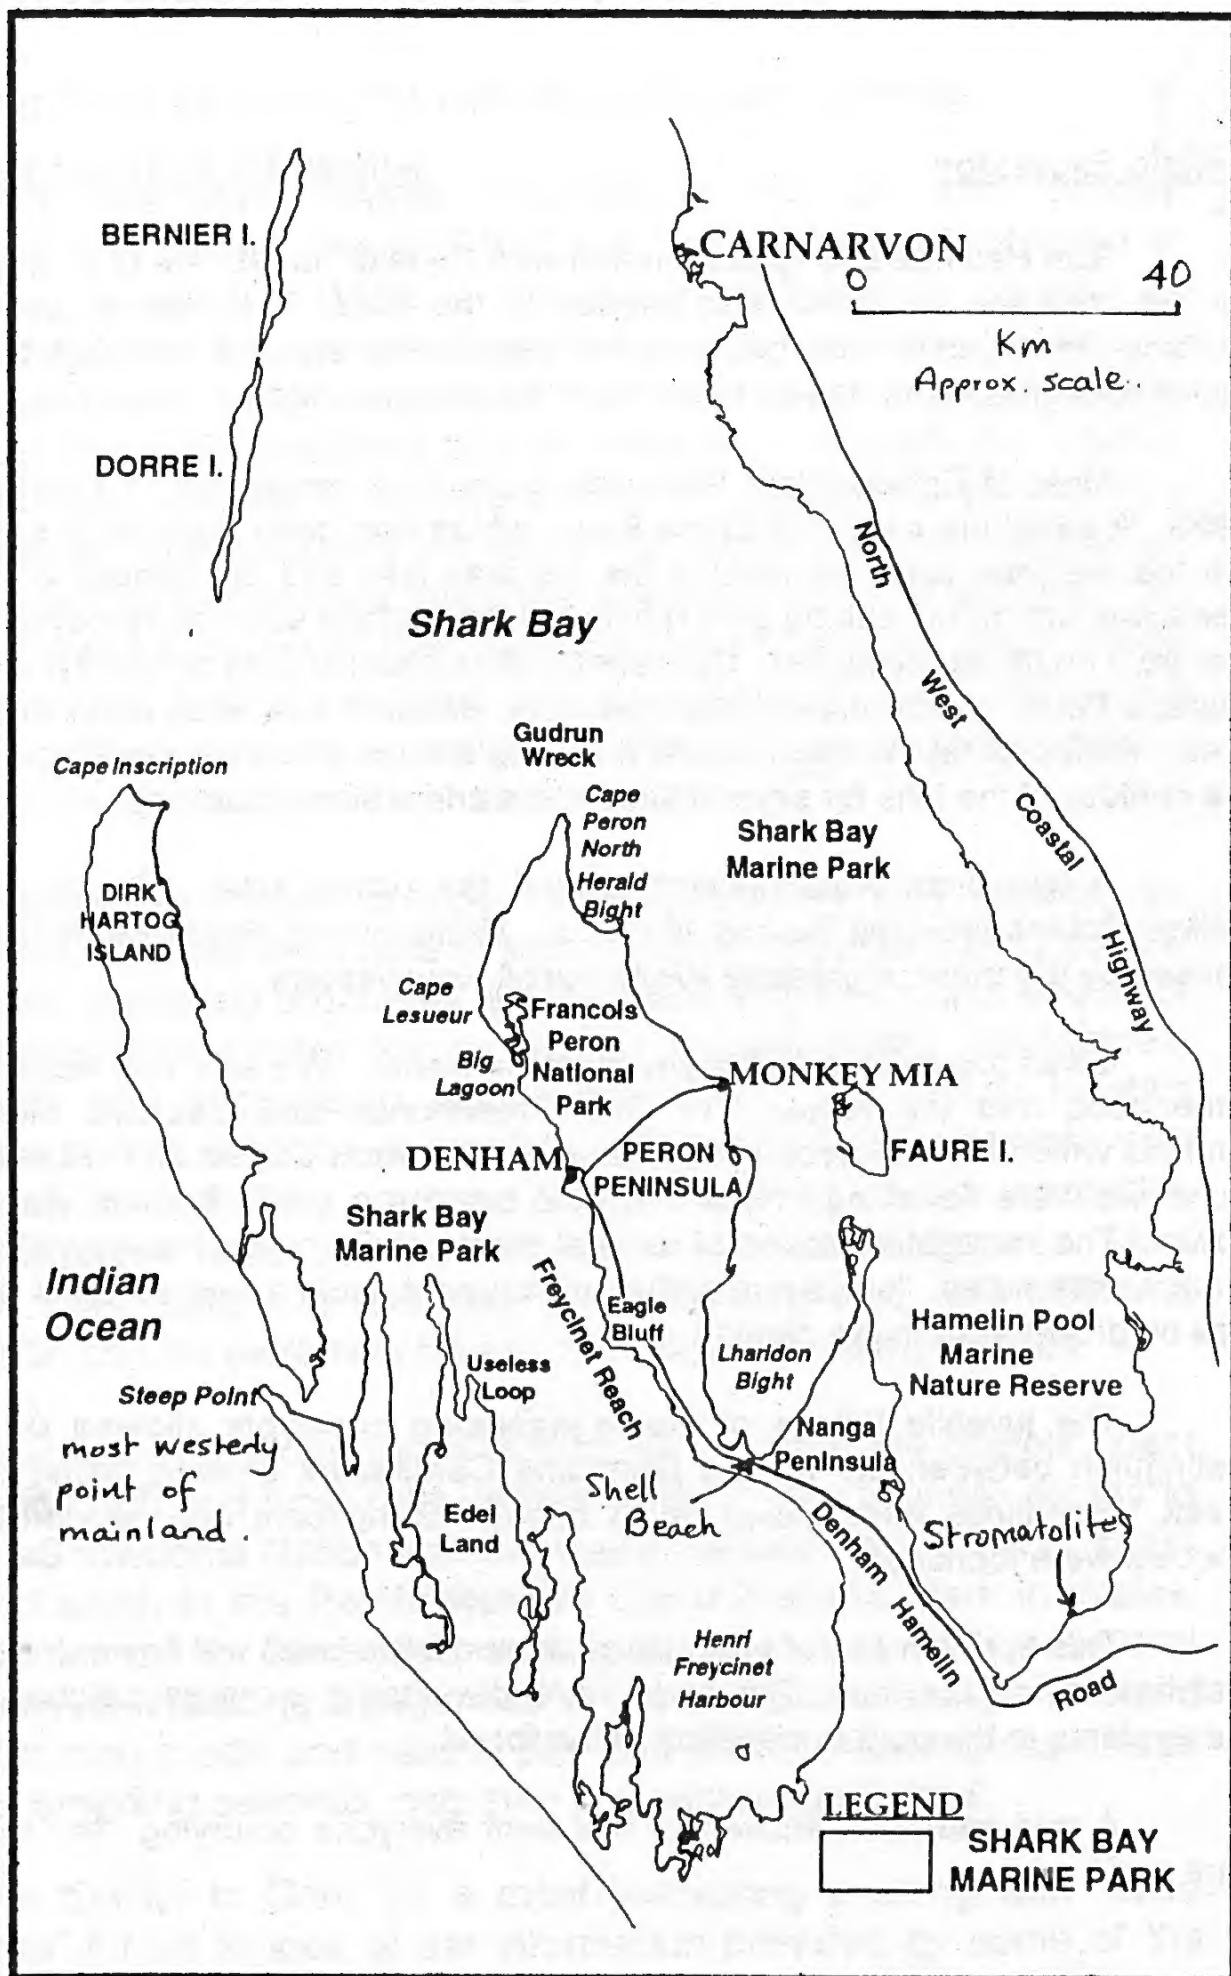 BERNIER I.
CARNARVON
0 40
Km
Approx. scale.
DORRE I.
North West Coastal Highway
Shark Bay
Gudrun
Wreck
Cape Inscription
Cape
Peron
North
Herald
Bight
Shark Bay
Marine Park
DIRK
HARTOG
ISLAND
Cape
Lesueur
Francois
Peron
National
Park
Big
Lagoon
MONKEY MIA
FAURE I.
DENHAM
PERON
PENINSULA
Shark Bay
Marine Park
Indian
Ocean
Freycinet Reach
Eagle
Bluff
Useless
Loop
Lharidon
Bight
Hamelin Pool
Marine
Nature Reserve
Steep Point
most westerly
point of
mainland.
Nanga
Peninsula
Shell
Beach
Edel
Land
Stromatolites
Denham Hamelin Road
Henri
Freycinet
Harbour
LEGEND
SHARK BAY
MARINE PARK